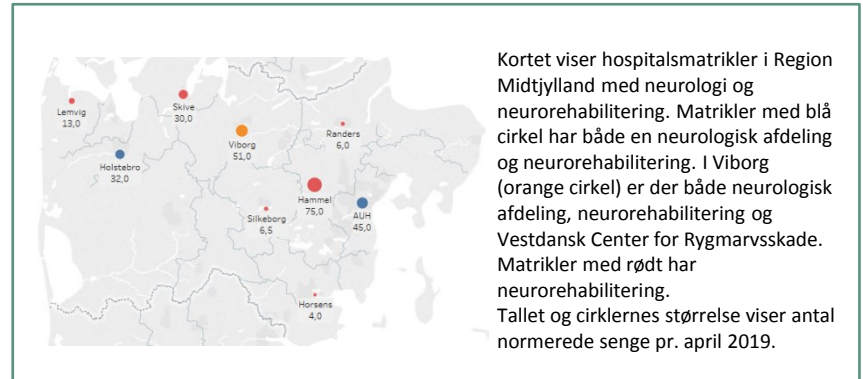 Lemvig
13,0
Skive
30,0
Holstebro
32,0
Viborg
51,0
Randers
6,0
Hammel
75,0
Silkeborg
6,5
AUH
45,0
Horsens
4,0
Kortet viser hospitalsmatrikler i Region
Midtjylland med neurologi og
neurorehabilitering. Matrikler med blå
cirkel har både en neurologisk afdeling
og neurorehabilitering. I Viborg
(orange cirkel) er der både neurologisk
afdeling, neurorehabilitering og
Vestdansk Center for Rygmarvsskade.
Matrikler med rødt har
neurorehabilitering.
Tallet og cirklernes størrelse viser antal
normerede senge pr. april 2019.